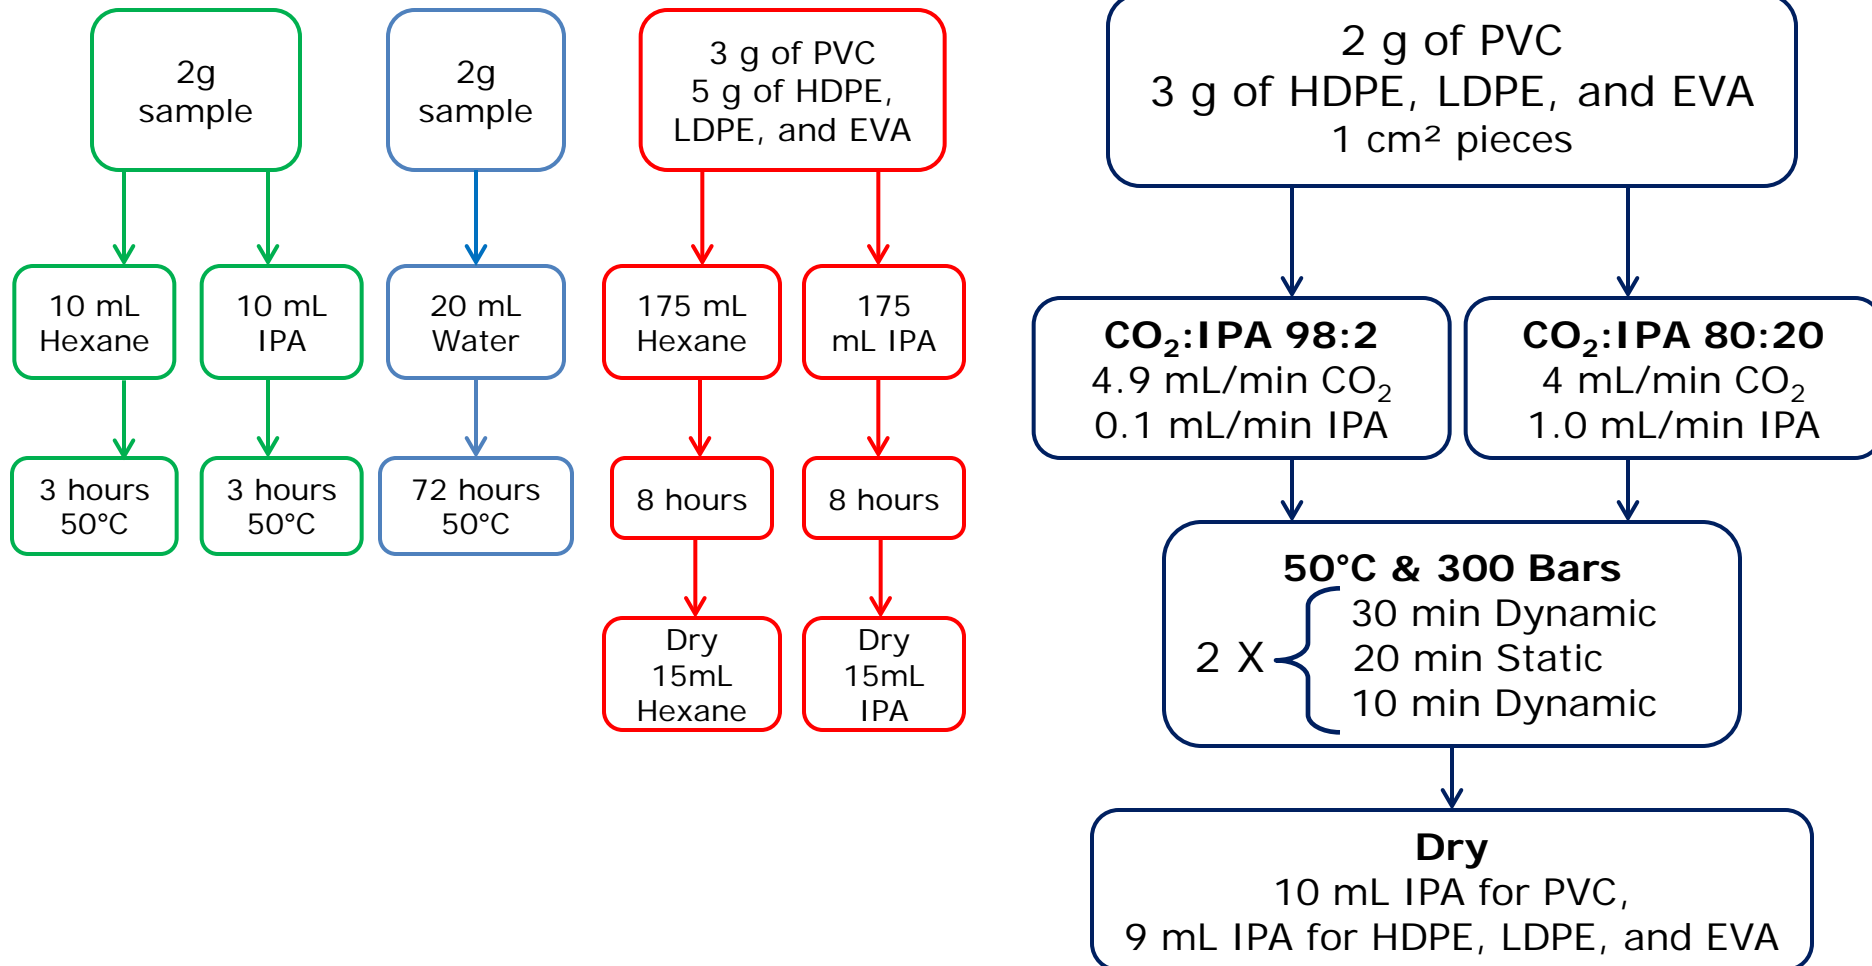 2g
sample
10 mL
Hexane
10 mL
IPA
3 hours
50°C
3 hours
50°C
2g
sample
20 mL
Water
72 hours
50°C
3 g of PVC
5 g of HDPE,
LDPE, and EVA
175 mL
Hexane
175
mL IPA
8 hours
8 hours
Dry
15mL
Hexane
Dry
15mL
IPA
2 g of PVC
3 g of HDPE, LDPE, and EVA
1 cm² pieces
CO₂:IPA 98:2
4.9 mL/min CO₂
0.1 mL/min IPA
CO₂:IPA 80:20
4 mL/min CO₂
1.0 mL/min IPA
50°C & 300 Bars
2 X
30 min Dynamic
20 min Static
10 min Dynamic
Dry
10 mL IPA for PVC,
9 mL IPA for HDPE, LDPE, and EVA